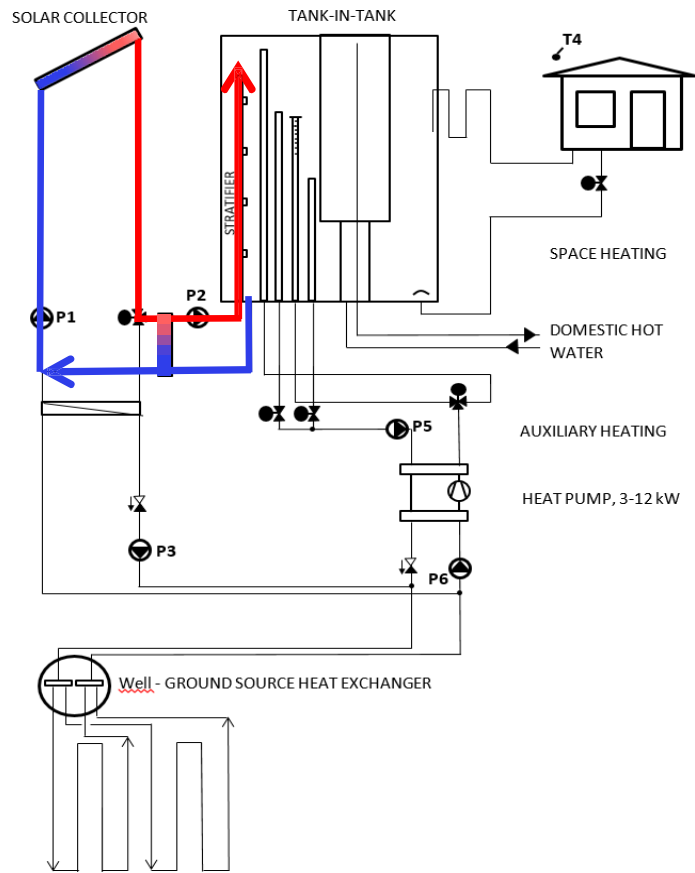 SOLAR COLLECTOR
TANK-IN-TANK
T4
STRATIFIER
P1
P2
SPACE HEATING
DOMESTIC HOT
WATER
P5
AUXILIARY HEATING
HEAT PUMP, 3-12 kW
P3
P6
Well - GROUND SOURCE HEAT EXCHANGER